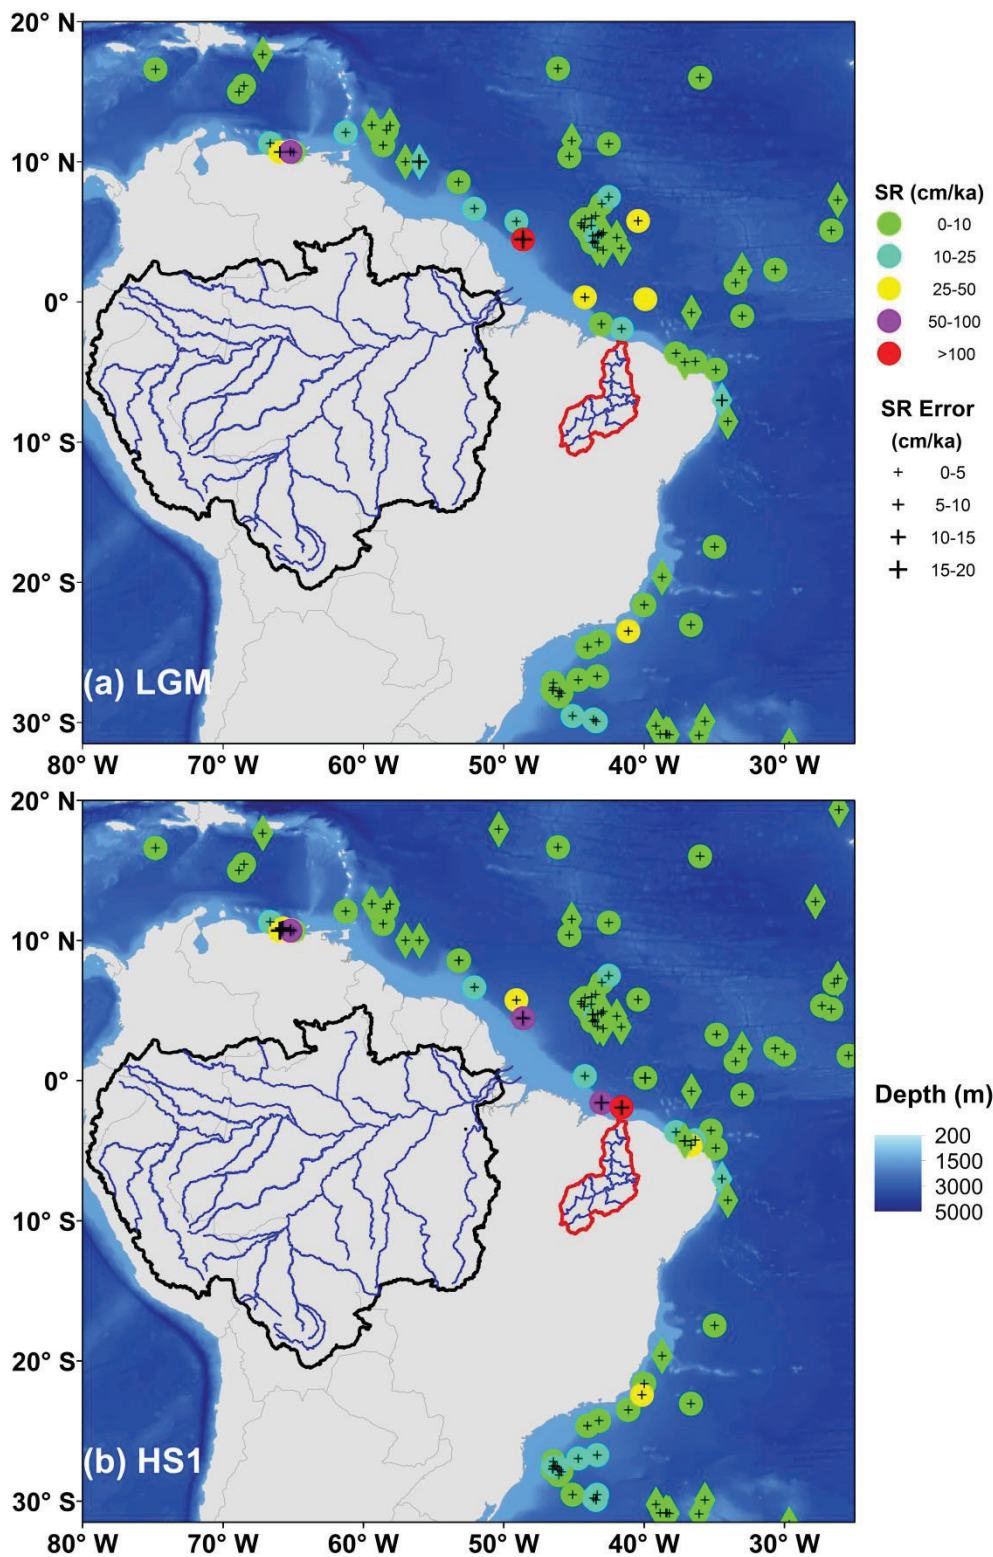 20° N
10° N
0°
10° S
20° S
30° S
(a) LGM
80° W 70° W 60° W 50° W 40° W 30° W
SR (cm/ka)
0-10
10-25
25-50
50-100
>100
SR Error
(cm/ka)
0-5
5-10
10-15
15-20
20° N
10° N
0°
10° S
20° S
30° S
(b) HS1
80° W 70° W 60° W 50° W 40° W 30° W
Depth (m)
200
1500
3000
5000